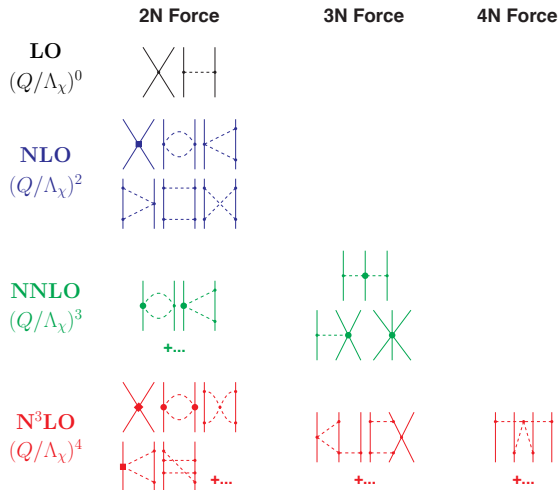 2N Force 3N Force 4N Force
LO
(Q/Λχ)⁰
NLO
(Q/Λχ)²
NNLO
(Q/Λχ)³
+...
N³LO
(Q/Λχ)⁴
+... +... +...